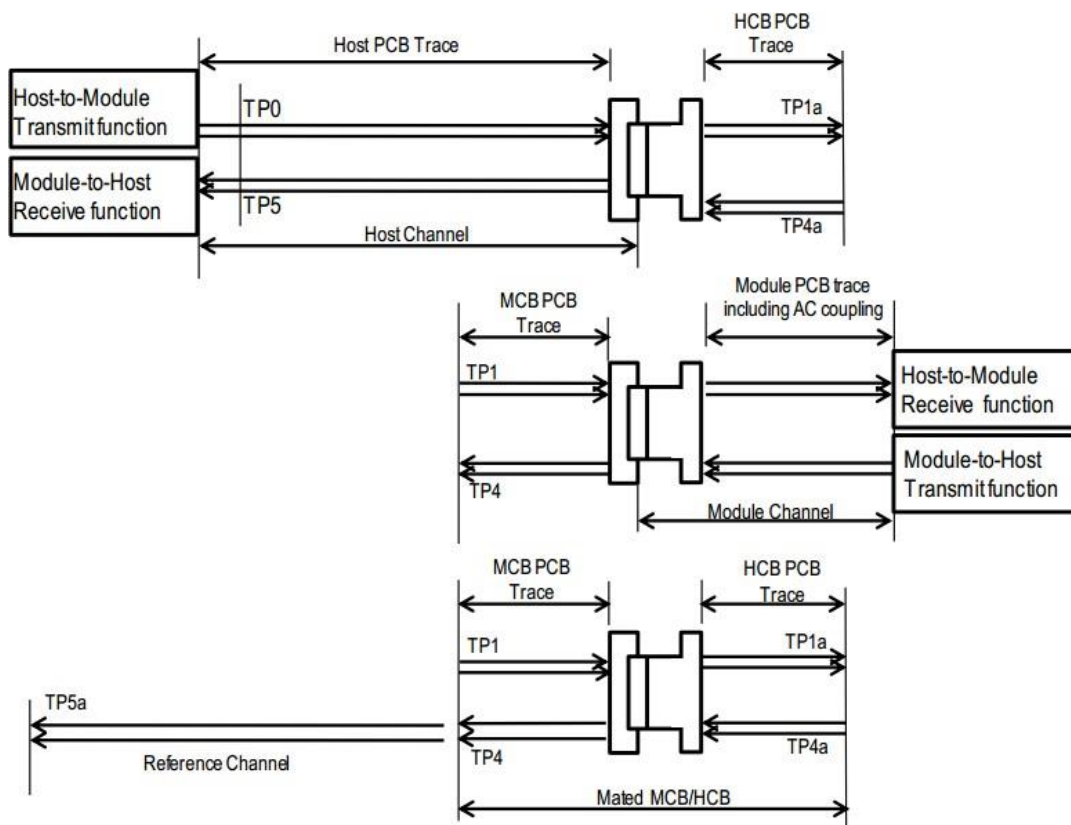 Host PCB Trace
HCB PCB
Trace
Host-to-Module
Transmit function
TP0
TP1a
Module-to-Host
Receive function
TP5
TP4a
Host Channel
MCB PCB
Trace
Module PCB trace
including AC coupling
TP1
Host-to-Module
Receive function
TP4
Module-to-Host
Transmit function
Module Channel
MCB PCB
Trace
HCB PCB
Trace
TP1
TP1a
TP5a
TP4
TP4a
Reference Channel
Mated MCB/HCB